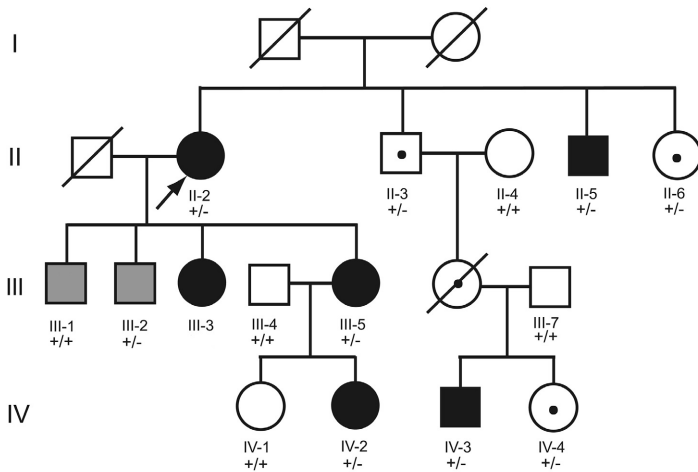 I
II
II-2
+/-
II-3
+/-
II-4
+/+
II-5
+/-
II-6
+/-
III
III-1
+/+
III-2
+/-
III-3
III-4
+/+
III-5
+/-
III-7
+/+
IV
IV-1
+/+
IV-2
+/-
IV-3
+/-
IV-4
+/-